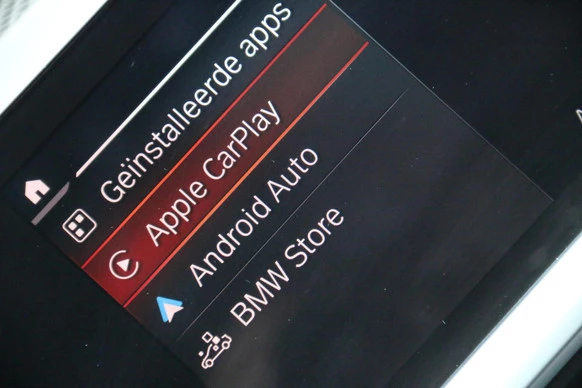 Geïnstalleerde apps
Apple CarPlay
Android Auto
BMW Store